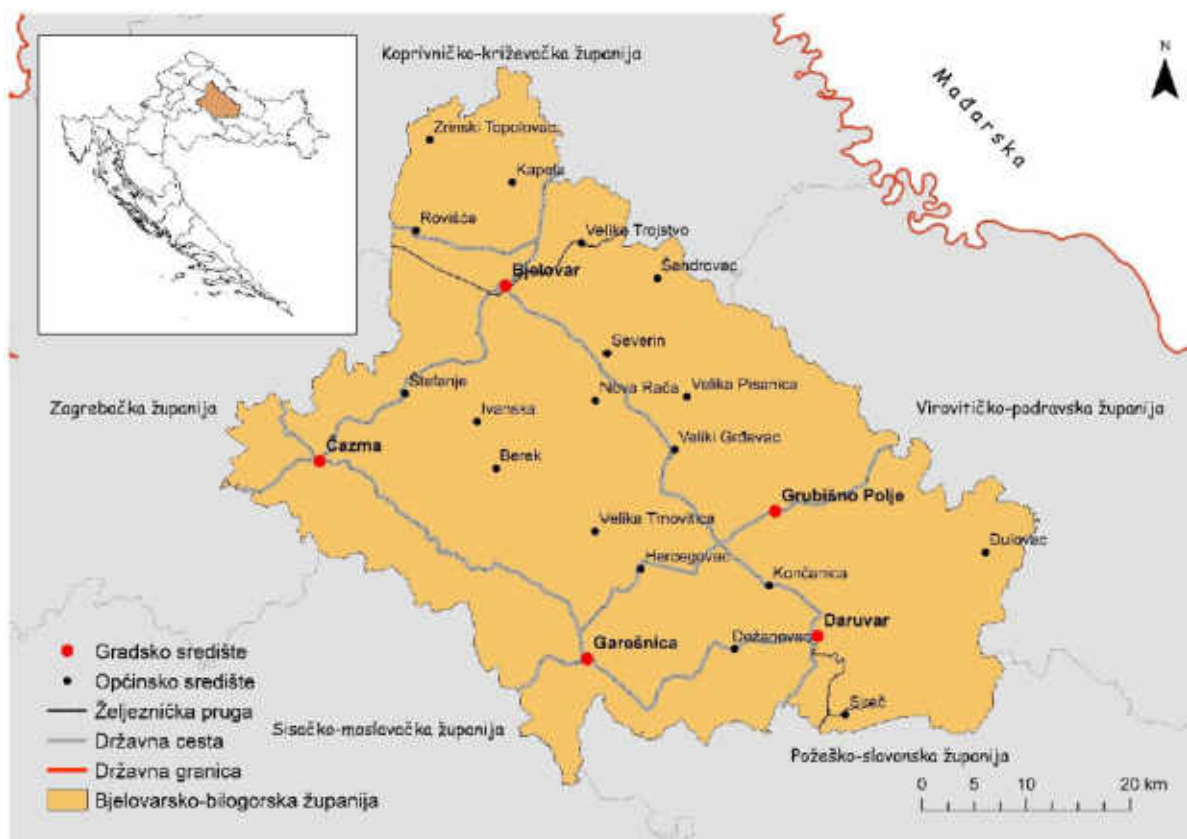 Koprivničko-križevačka županija
N
Mađarska
Zrinski Topolovac
Kapela
Rovišće
Veliko Trojstvo
Šandrovac
Bjelovar
Severin
Zagrebačka županija
Štefanje
Nova Rača
Velika Pisanica
Ivanska
Virovitičko-podravska županija
Čazma
Berek
Veliki Grđevac
Grubišno Polje
Velika Trnovitica
Đulovac
Hercegovac
Končanica
Daruvar
Garešnica
Dežanovac
Sirač
Sisačko-moslavačka županija
Požeško-slavonska županija
Gradsko središte
Općinsko središte
Željeznička pruga
Državna cesta
Državna granica
Bjelovarsko-bilogorska županija
0 5 10 20 km